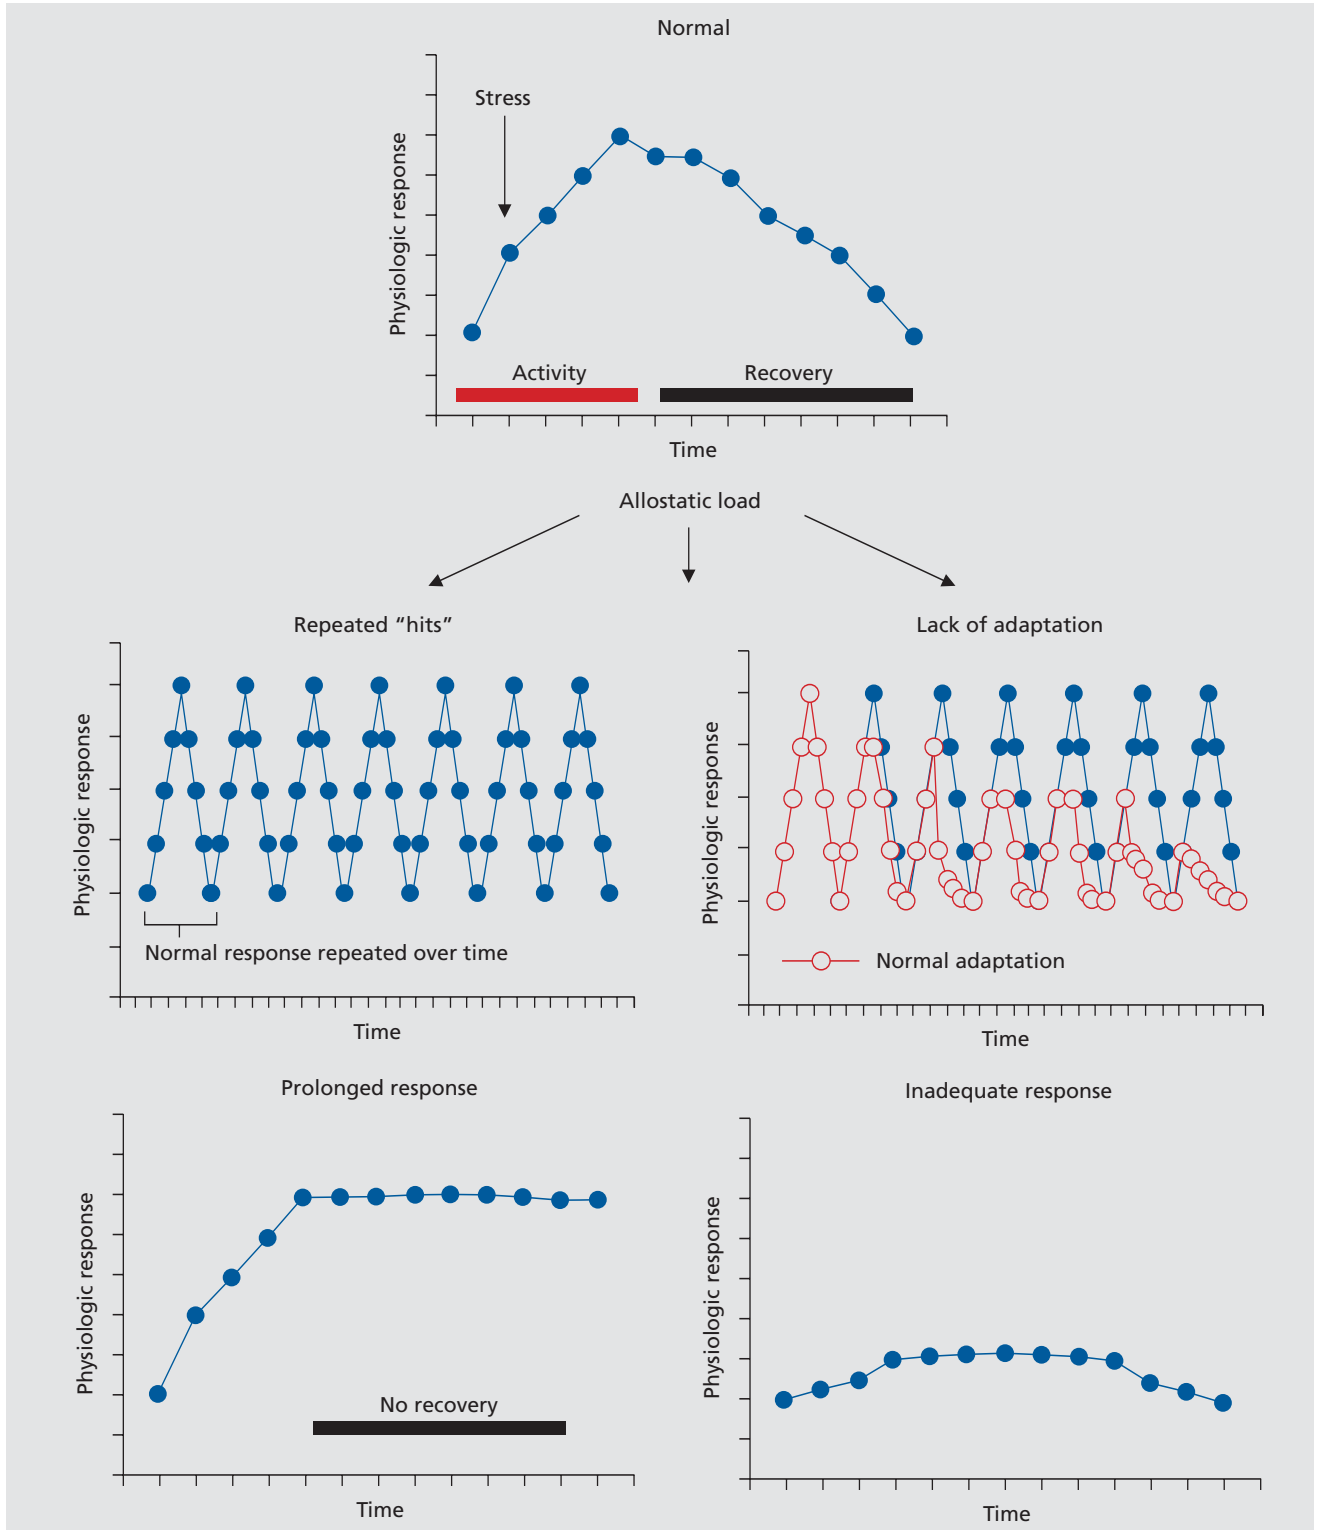 Normal
Stress
Physiologic response
Activity
Recovery
Time
Allostatic load
Repeated “hits”
Physiologic response
Normal response repeated over time
Time
Lack of adaptation
Physiologic response
Normal adaptation
Time
Prolonged response
Physiologic response
No recovery
Time
Inadequate response
Physiologic response
Time